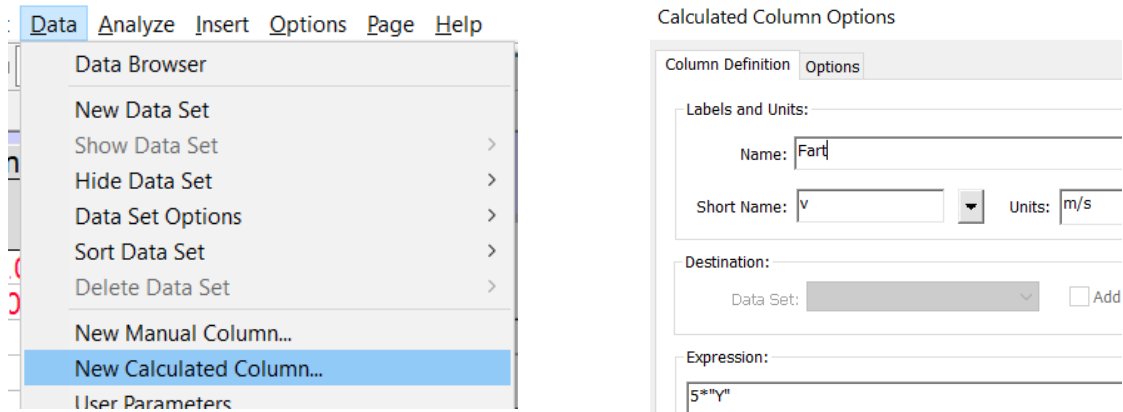 Data Analyze Insert Options Page Help
Data Browser
New Data Set
Show Data Set
Hide Data Set
Data Set Options
Sort Data Set
Delete Data Set
New Manual Column...
New Calculated Column...
User Parameters
Calculated Column Options
Column Definition Options
Labels and Units:
Name: Fart
Short Name: v Units: m/s
Destination:
Data Set: Add
Expression:
5*"Y"